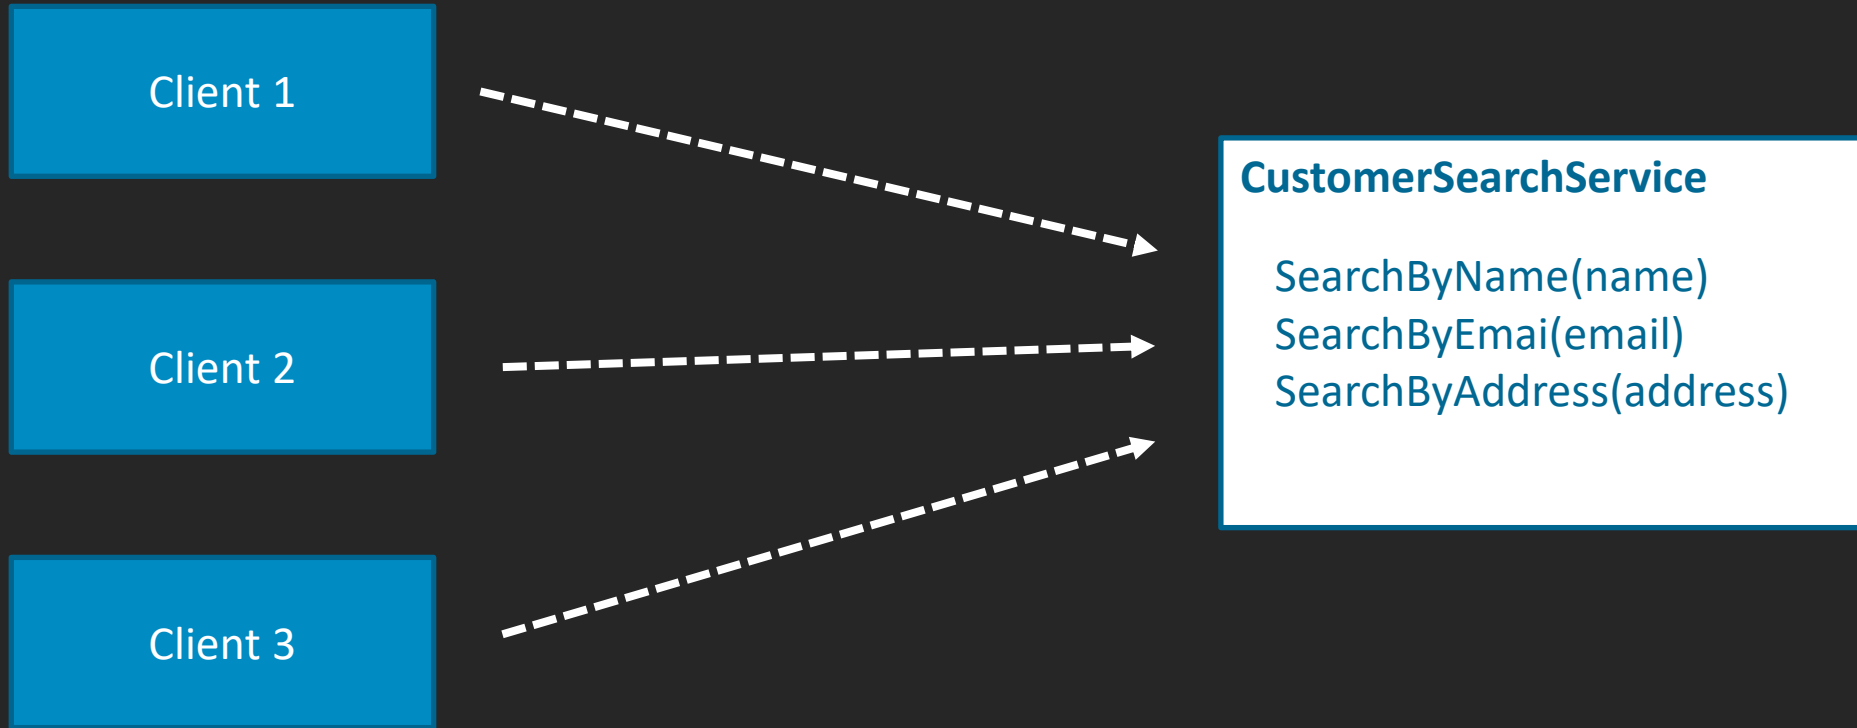 Client 1
Client 2
Client 3
CustomerSearchService
SearchByName(name)
SearchByEmai(email)
SearchByAddress(address)